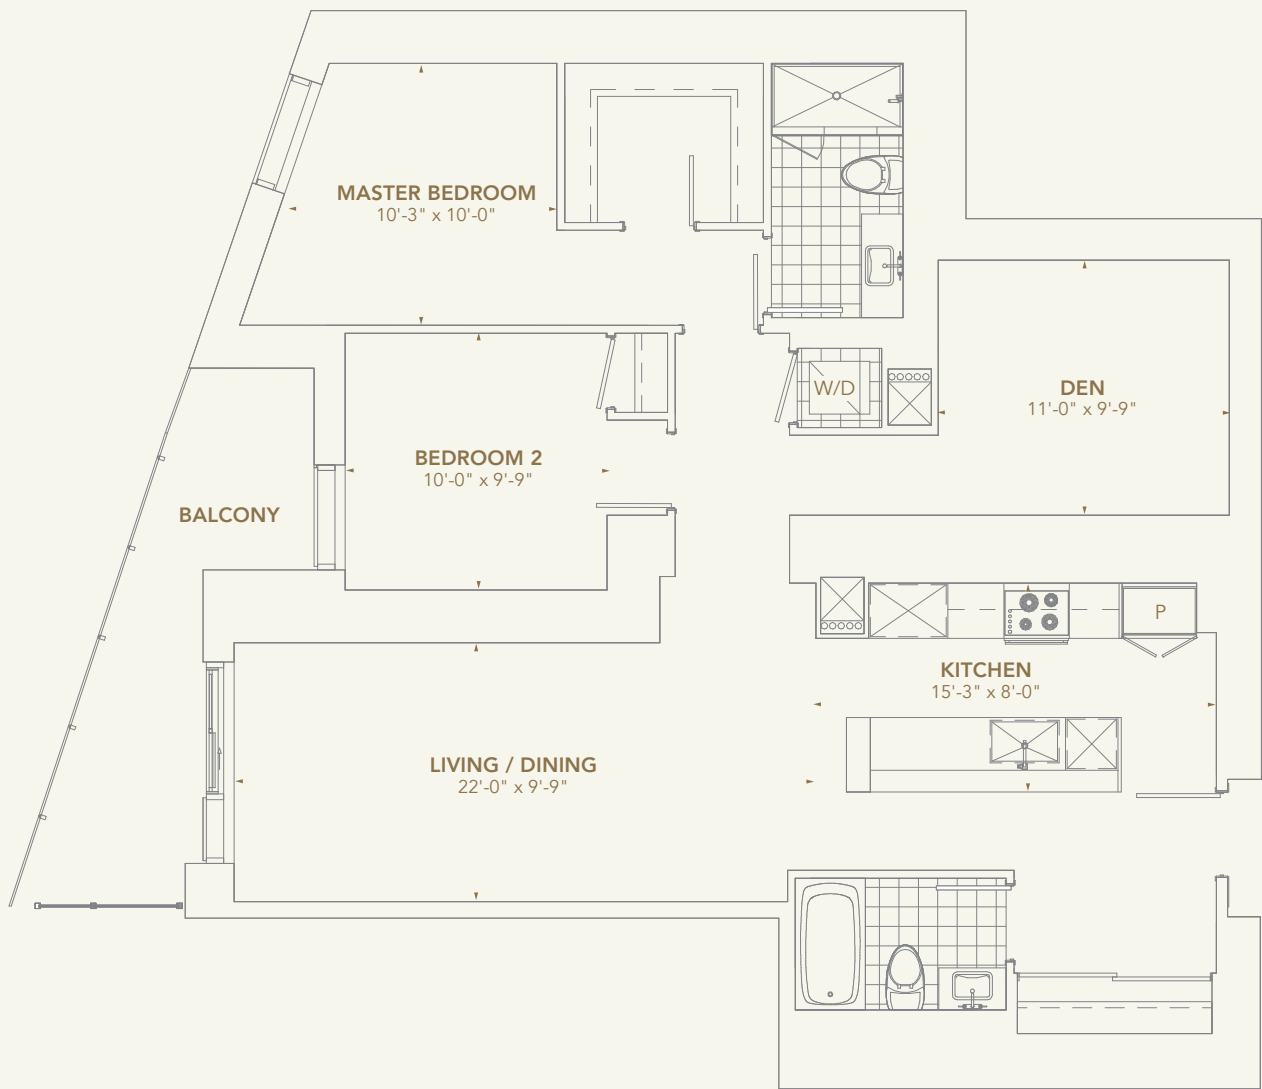 MASTER BEDROOM
10'-3" x 10'-0"
W/D
DEN
11'-0" x 9'-9"
BEDROOM 2
10'-0" x 9'-9"
BALCONY
P
KITCHEN
15'-3" x 8'-0"
LIVING / DINING
22'-0" x 9'-9"